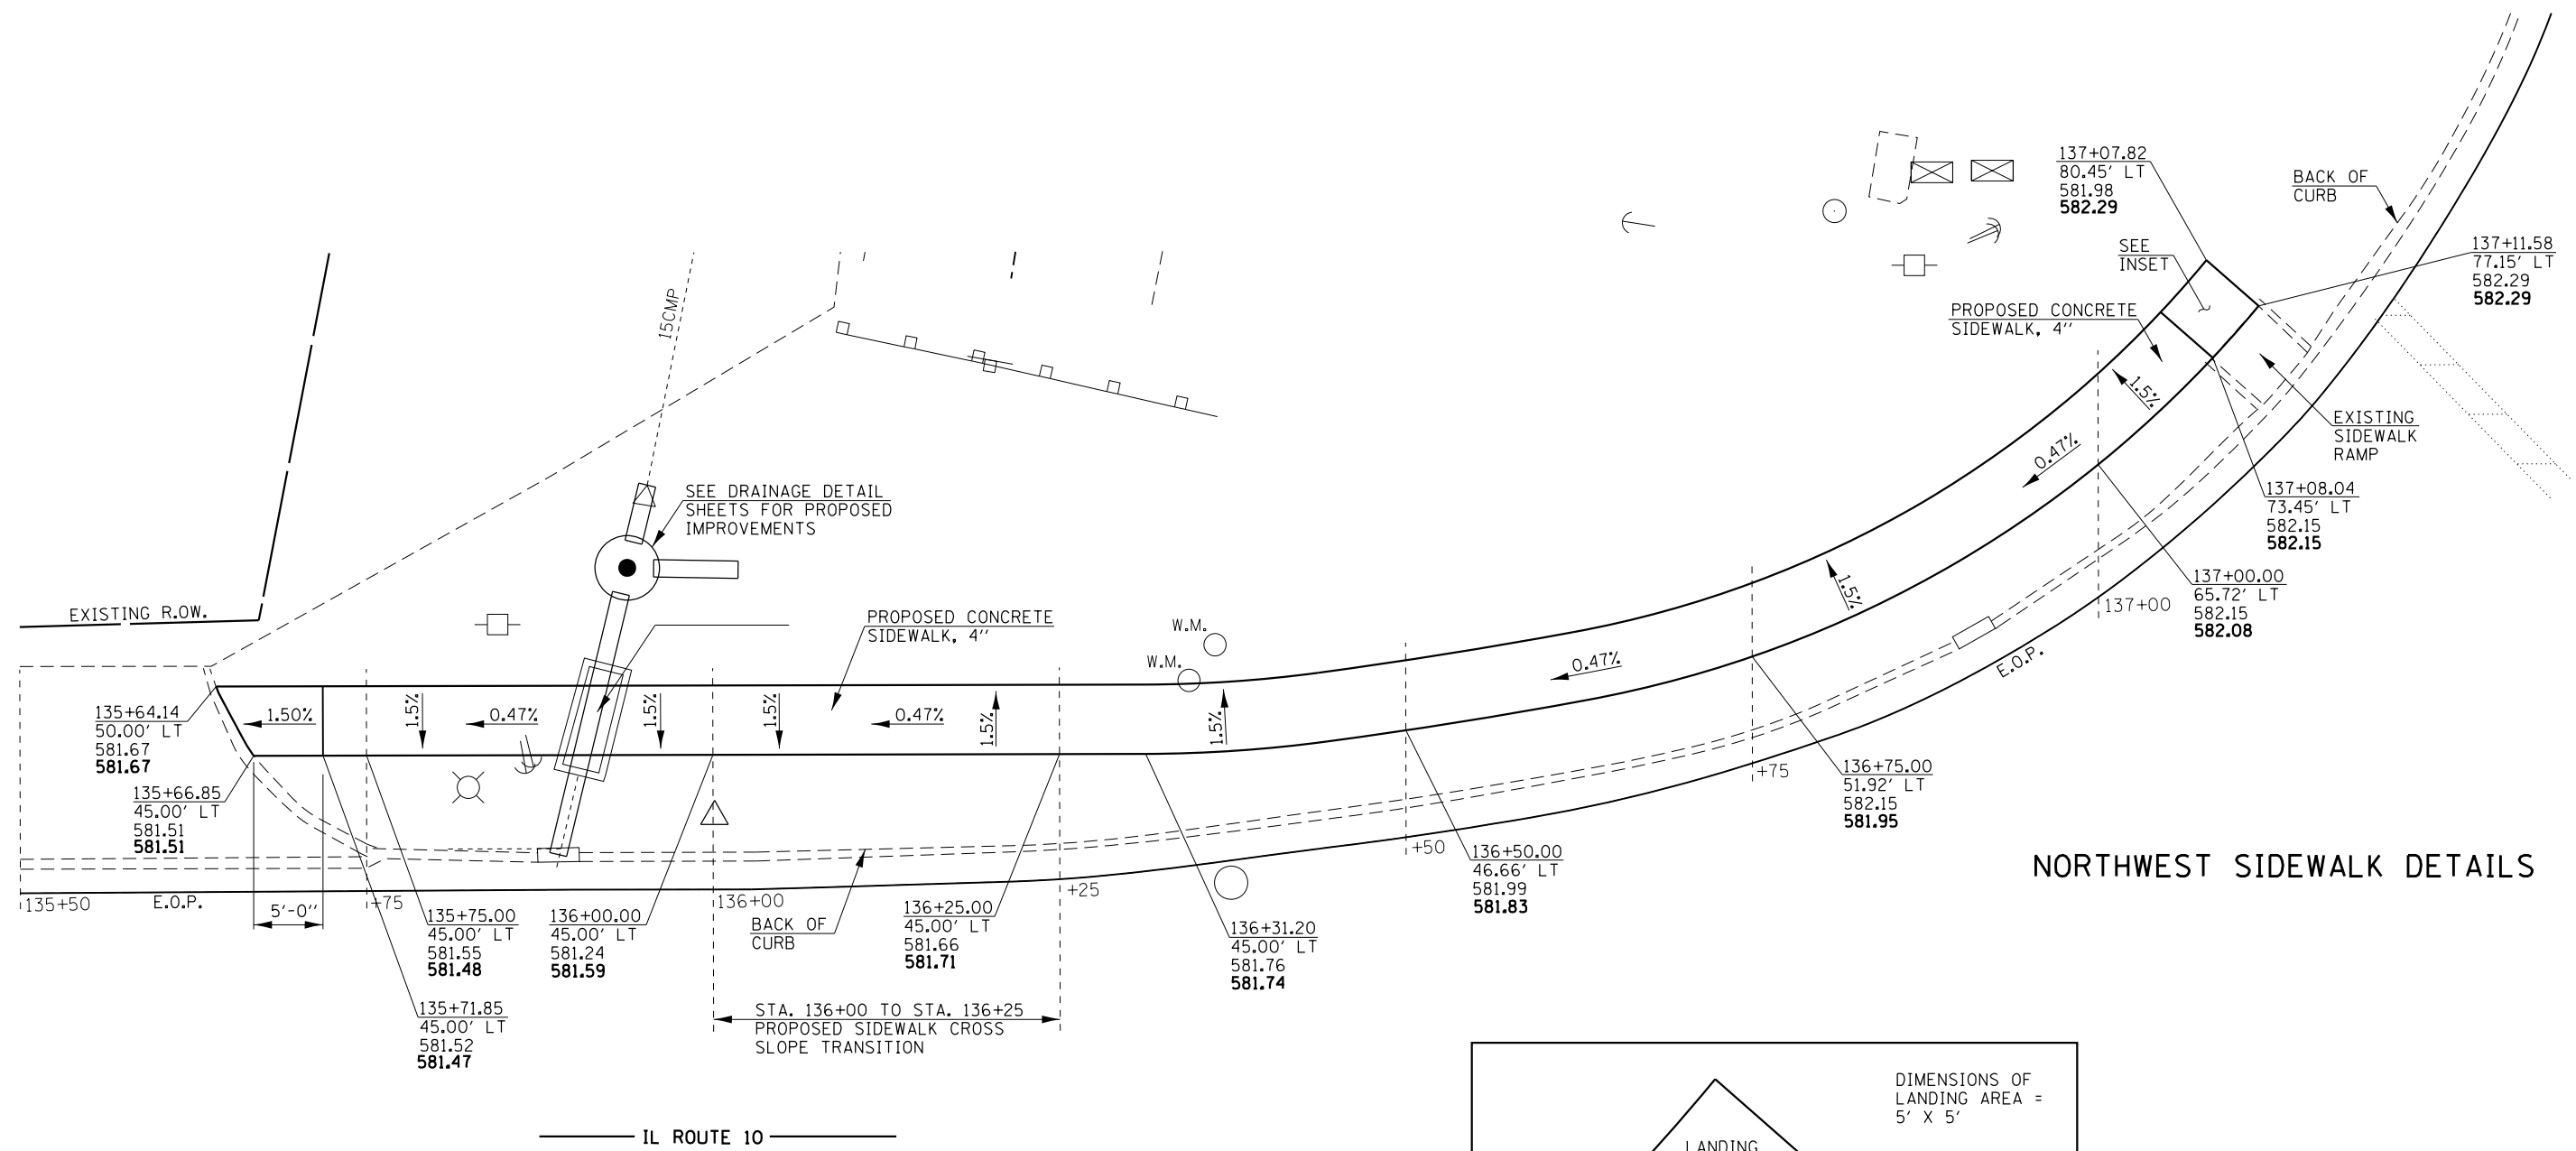 137+07.82
80.45' LT
581.98
582.29
BACK OF
CURB
SEE
INSET
137+11.58
77.15' LT
582.29
582.29
PROPOSED CONCRETE
SIDEWALK, 4''
15CMP
1.5%
0.47%
EXISTING
SIDEWALK
RAMP
137+08.04
73.45' LT
582.15
582.15
SEE DRAINAGE DETAIL
SHEETS FOR PROPOSED
IMPROVEMENTS
137+00.00
65.72' LT
582.15
582.08
137+00
EXISTING R.OW.
PROPOSED CONCRETE
SIDEWALK, 4''
W.M.
W.M.
1.5%
0.47%
E.O.P.
135+64.14
50.00' LT
581.67
581.67
1.50%
1.5%
0.47%
1.5%
1.5%
0.47%
1.5%
1.5%
135+66.85
45.00' LT
581.51
581.51
+75
136+75.00
51.92' LT
582.15
581.95
+50
136+50.00
46.66' LT
581.99
581.83
NORTHWEST SIDEWALK DETAILS
135+50
E.O.P.
5'-0''
+75
135+75.00
45.00' LT
581.55
581.48
136+00.00
45.00' LT
581.24
581.59
136+00
BACK OF
CURB
136+25.00
45.00' LT
581.66
581.71
+25
136+31.20
45.00' LT
581.76
581.74
135+71.85
45.00' LT
581.52
581.47
STA. 136+00 TO STA. 136+25
PROPOSED SIDEWALK CROSS
SLOPE TRANSITION
DIMENSIONS OF
LANDING AREA =
5' X 5'
LANDING
IL ROUTE 10